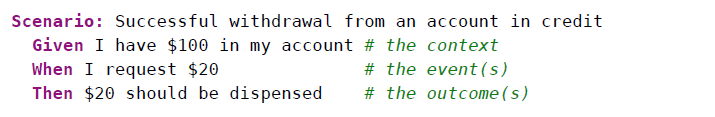 Scenario: Successful withdrawal from an account in credit
Given I have $100 in my account # the context
When I request $20 # the event(s)
Then $20 should be dispensed # the outcome(s)